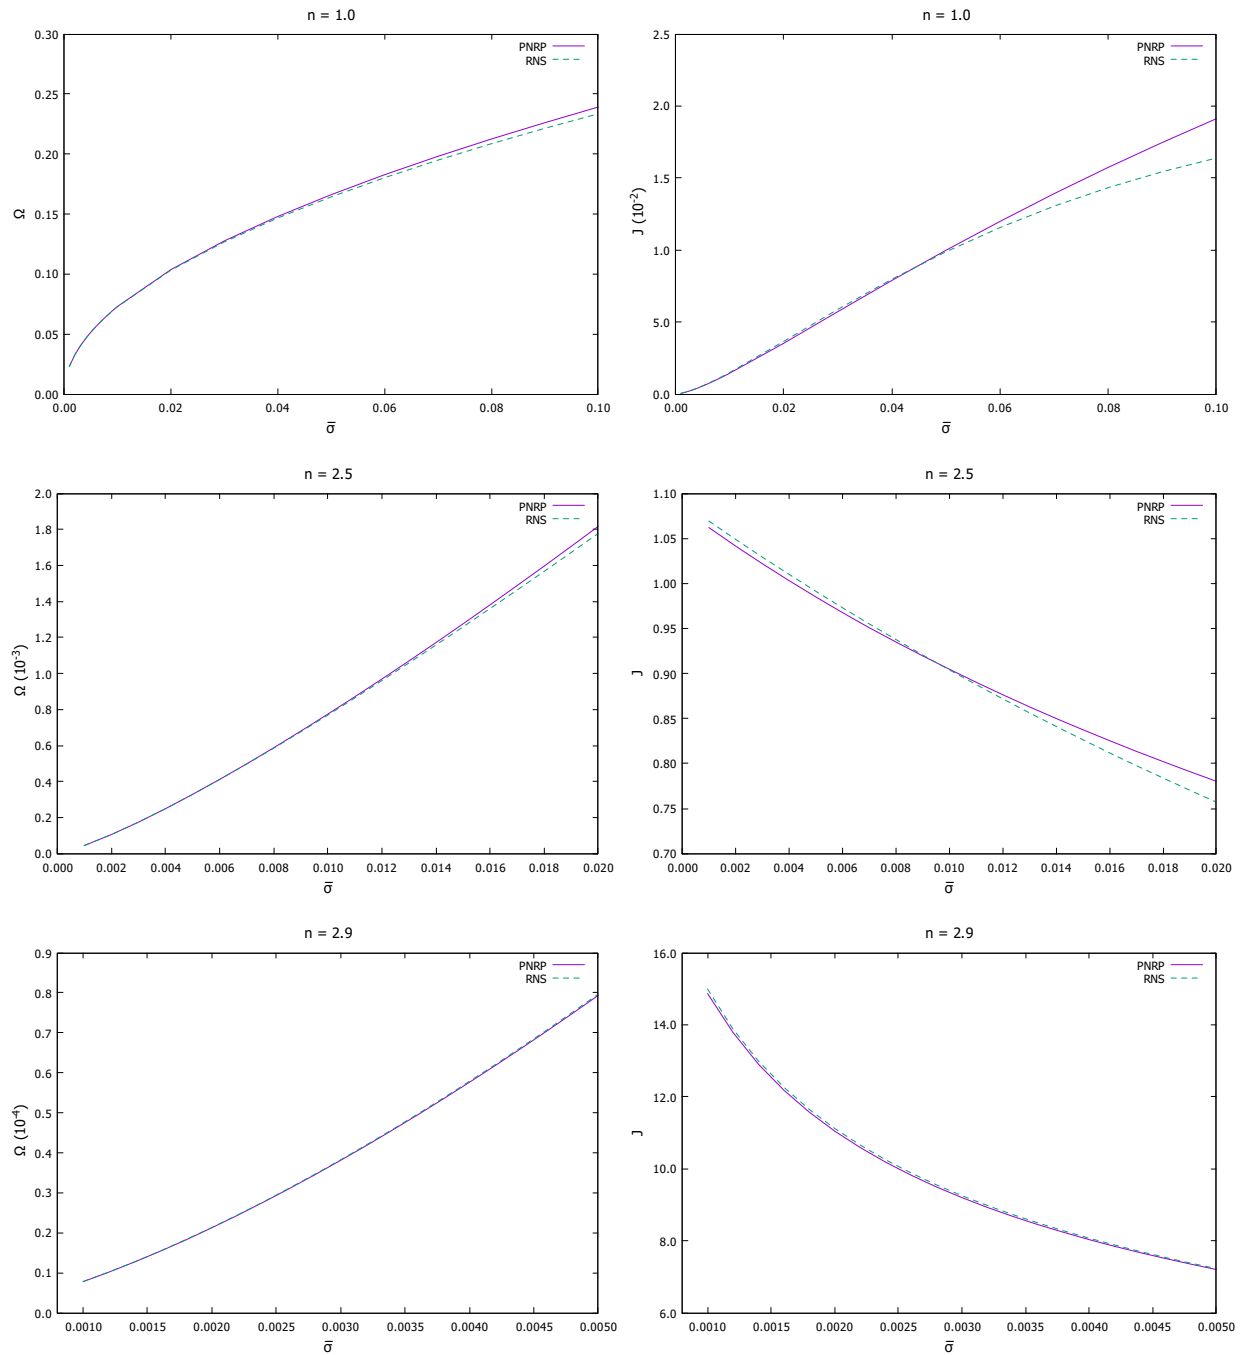 n = 1.0
0.30
0.25
0.20
0.15
0.10
0.05
0.00
Ω
PNRP
RNS
0.00 0.02 0.04 0.06 0.08 0.10
σ̅
n = 1.0
2.5
2.0
1.5
1.0
5.0
0.0
J (10⁻²)
PNRP
RNS
0.00 0.02 0.04 0.06 0.08 0.10
σ̅
n = 2.5
2.0
1.8
1.6
1.4
1.2
1.0
0.8
0.6
0.4
0.2
0.0
Ω (10⁻³)
PNRP
RNS
0.000 0.002 0.004 0.006 0.008 0.010 0.012 0.014 0.016 0.018 0.020
σ̅
n = 2.5
1.10
1.05
1.00
0.95
0.90
0.85
0.80
0.75
0.70
J
PNRP
RNS
0.000 0.002 0.004 0.006 0.008 0.010 0.012 0.014 0.016 0.018 0.020
σ̅
n = 2.9
0.9
0.8
0.7
0.6
0.5
0.4
0.3
0.2
0.1
0.0
Ω (10⁻⁴)
PNRP
RNS
0.0010 0.0015 0.0020 0.0025 0.0030 0.0035 0.0040 0.0045 0.0050
σ̅
n = 2.9
16.0
14.0
12.0
10.0
8.0
6.0
J
PNRP
RNS
0.0010 0.0015 0.0020 0.0025 0.0030 0.0035 0.0040 0.0045 0.0050
σ̅